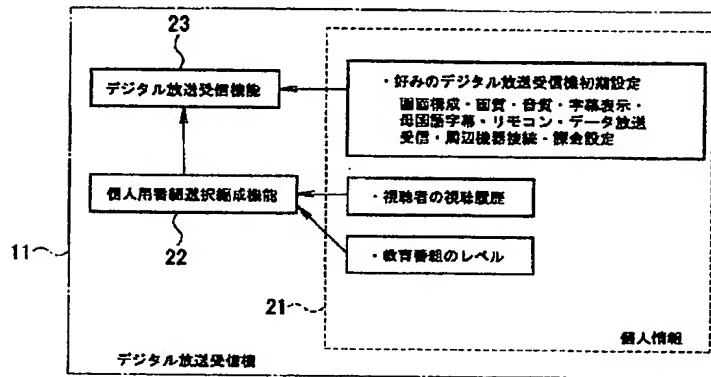 23
デジタル放送受信機能
・好みのデジタル放送受信機初期設定
画面構成・画質・音質・字幕表示・
母国語字幕・リモコン・データ放送
受信・周辺機器接続・課金設定
個人用番組選択編成機能
・視聴者の視聴履歴
22
11
・教育番組のレベル
21
個人情報
デジタル放送受信機